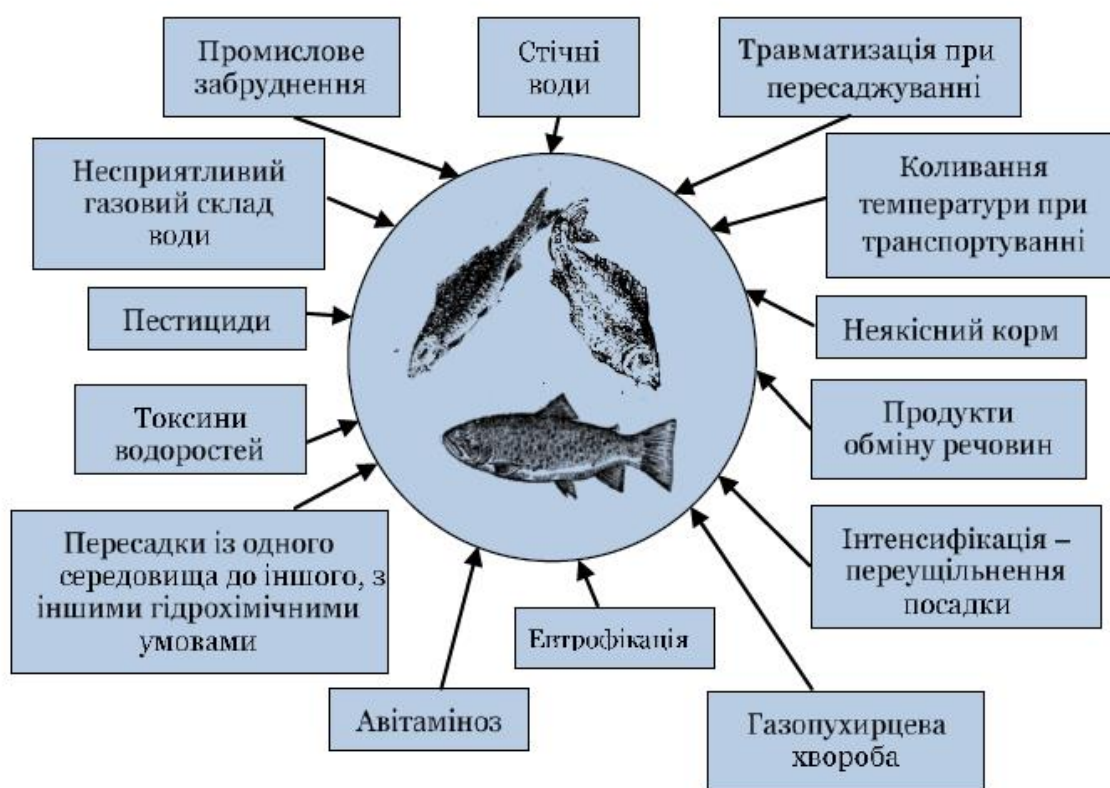 Промислове
забруднення
Стічні
води
Травматизація при
пересаджуванні
Несприятливий
газовий склад
води
Коливання
температури при
транспортуванні
Пестициди
Неякісний корм
Токсини
водоростей
Продукти
обміну речовин
Пересадки із одного
середовища до іншого, з
іншими гідрохімічними
умовами
Інтенсифікація –
переущільнення
посадки
Евтрофікація
Авітаміноз
Газопухирцева
хвороба